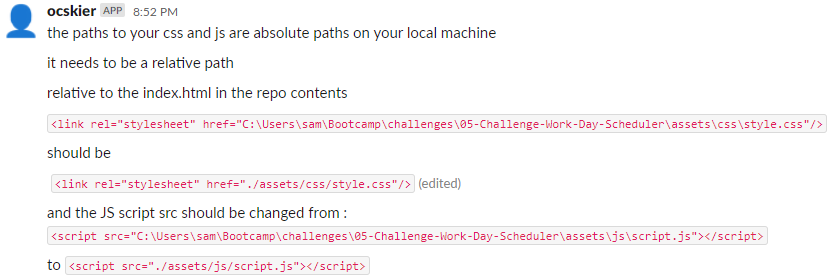 ocskier APP 8:52 PM
the paths to your css and js are absolute paths on your local machine
it needs to be a relative path
relative to the index.html in the repo contents
<link rel="stylesheet" href="C:\Users\sam\Bootcamp\challenges\05-Challenge-Work-Day-Scheduler\assets\css\style.css"/>
should be
<link rel="stylesheet" href="./assets/css/style.css"/> (edited)
and the JS script src should be changed from :
<script src="C:\Users\sam\Bootcamp\challenges\05-Challenge-Work-Day-Scheduler\assets\js\script.js"></script>
to <script src="./assets/js/script.js"></script>